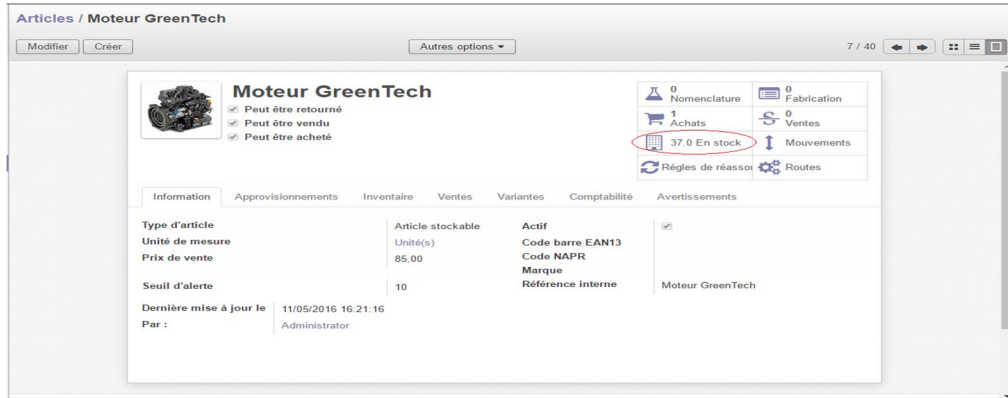 Articles / Moteur GreenTech
Modifier Créer Autres options 7 / 40
Moteur GreenTech
Peut être retourné
Peut être vendu
Peut être acheté
0 Nomenclature
0 Fabrication
1 Achats
0 Ventes
37.0 En stock
Mouvements
Régles de réassor
Routes
Information Approvisionnements Inventaire Ventes Variantes Comptabilité Avertissements
Type d'article Article stockable Actif
Unité de mesure Unité(s) Code barre EAN13
Prix de vente 85,00 Code NAPR
Marque
Seuil d'alerte 10 Référence interne Moteur GreenTech
Dernière mise à jour le 11/05/2016 16:21:16
Par : Administrator